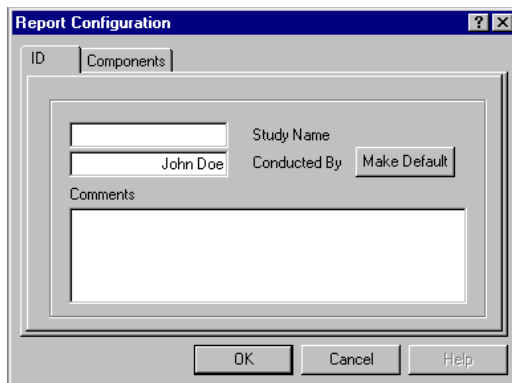 Report Configuration
ID Components
Study Name
John Doe Conducted By Make Default
Comments
OK Cancel Help